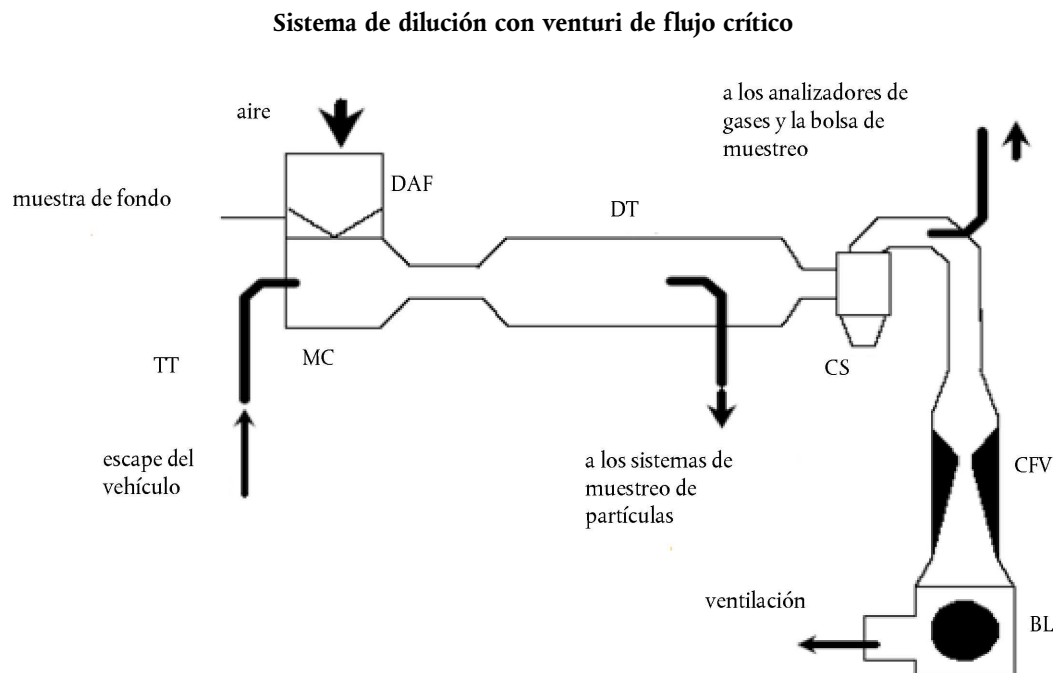 Sistema de dilución con venturi de flujo crítico
a los analizadores de
gases y la bolsa de
muestreo
aire
DAF
muestra de fondo
DT
TT
MC
CS
escape del
vehículo
a los sistemas de
muestreo de
partículas
CFV
ventilación
BL